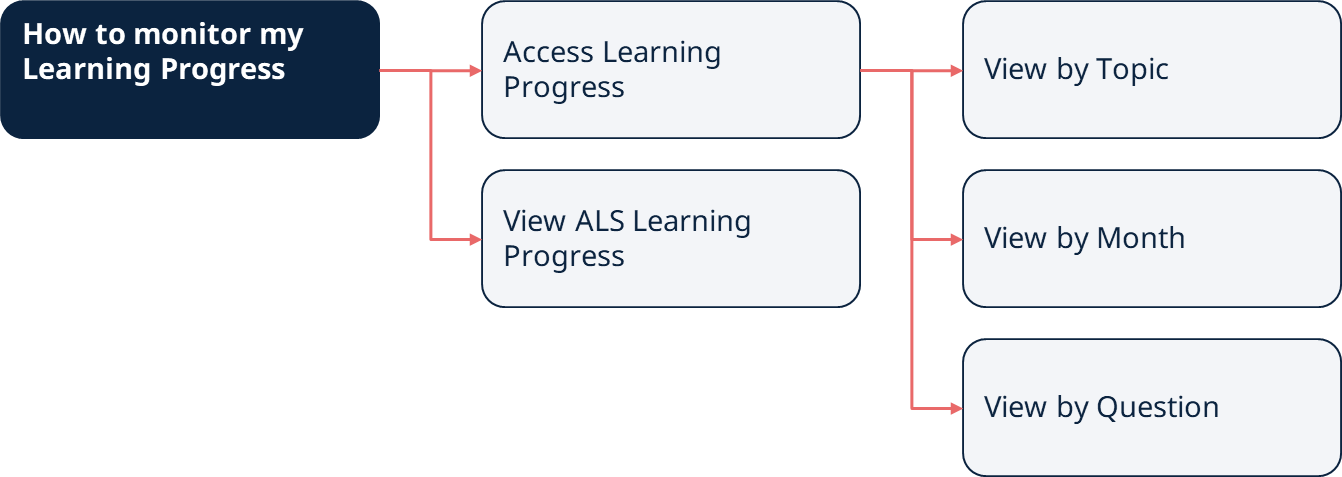 How to monitor my
Learning Progress
Access Learning
Progress
View by Topic
View ALS Learning
Progress
View by Month
View by Question